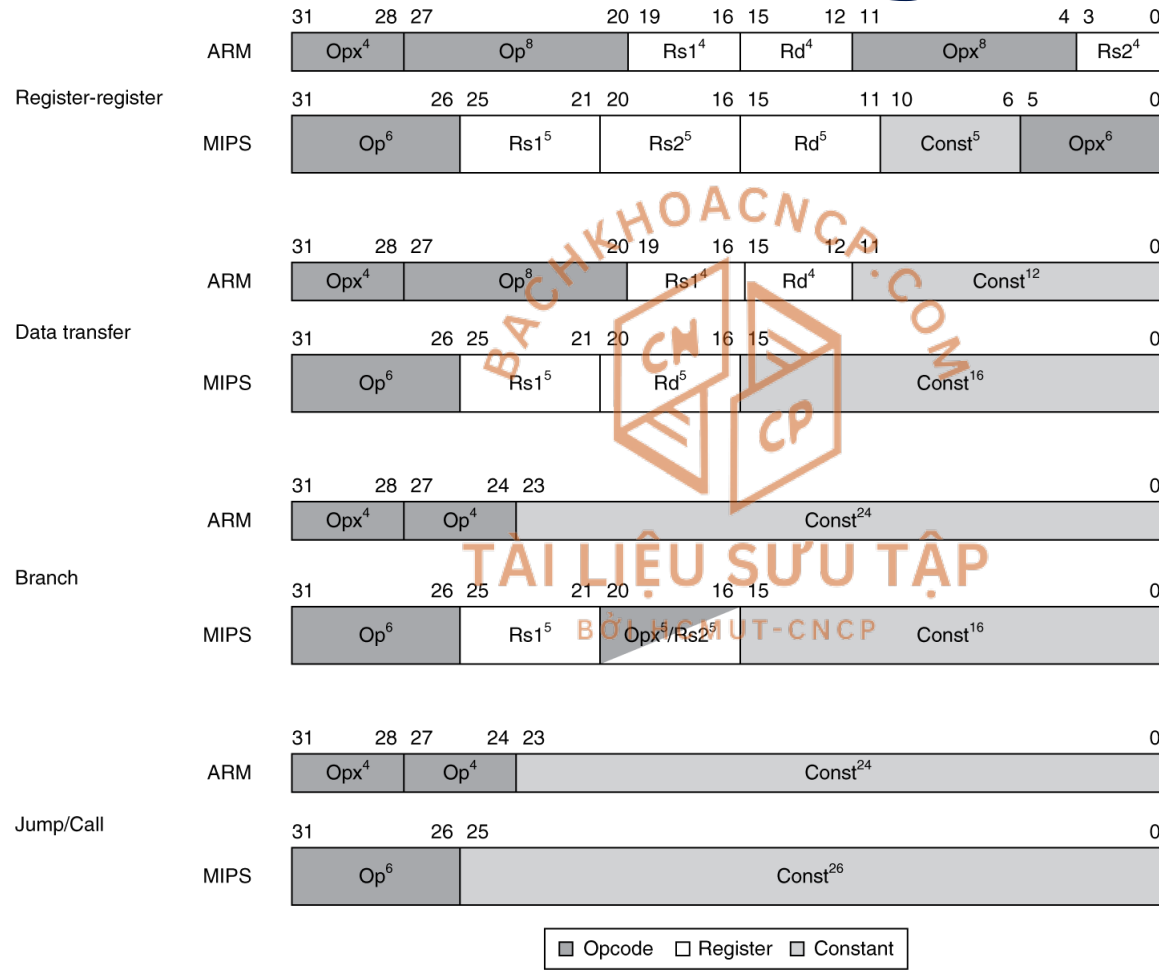 31 28 27 20 19 16 15 12 11 4 3 0
ARM Opx4 Op8 Rs14 Rd4 Opx8 Rs24
Register-register
31 26 25 21 20 16 15 11 10 6 5 0
MIPS Op6 Rs15 Rs25 Rd5 Const5 Opx6
BACHKHOACNCP.COM
31 28 27 20 19 16 15 12 11 0
ARM Opx4 Op8 Rs14 Rd4 Const12
Data transfer
31 26 25 21 20 16 15 0
MIPS Op6 Rs15 Rd5 Const16
CN
CP
31 28 27 24 23 0
ARM Opx4 Op4 Const24
TÀI LIỆU SƯU TẬP
Branch
31 26 25 21 20 16 15 0
MIPS Op6 Rs15 Opx5/Rs25 Const16
BỞI HCMUT-CNCP
31 28 27 24 23 0
ARM Opx4 Op4 Const24
Jump/Call
31 26 25 0
MIPS Op6 Const26
Opcode Register Constant